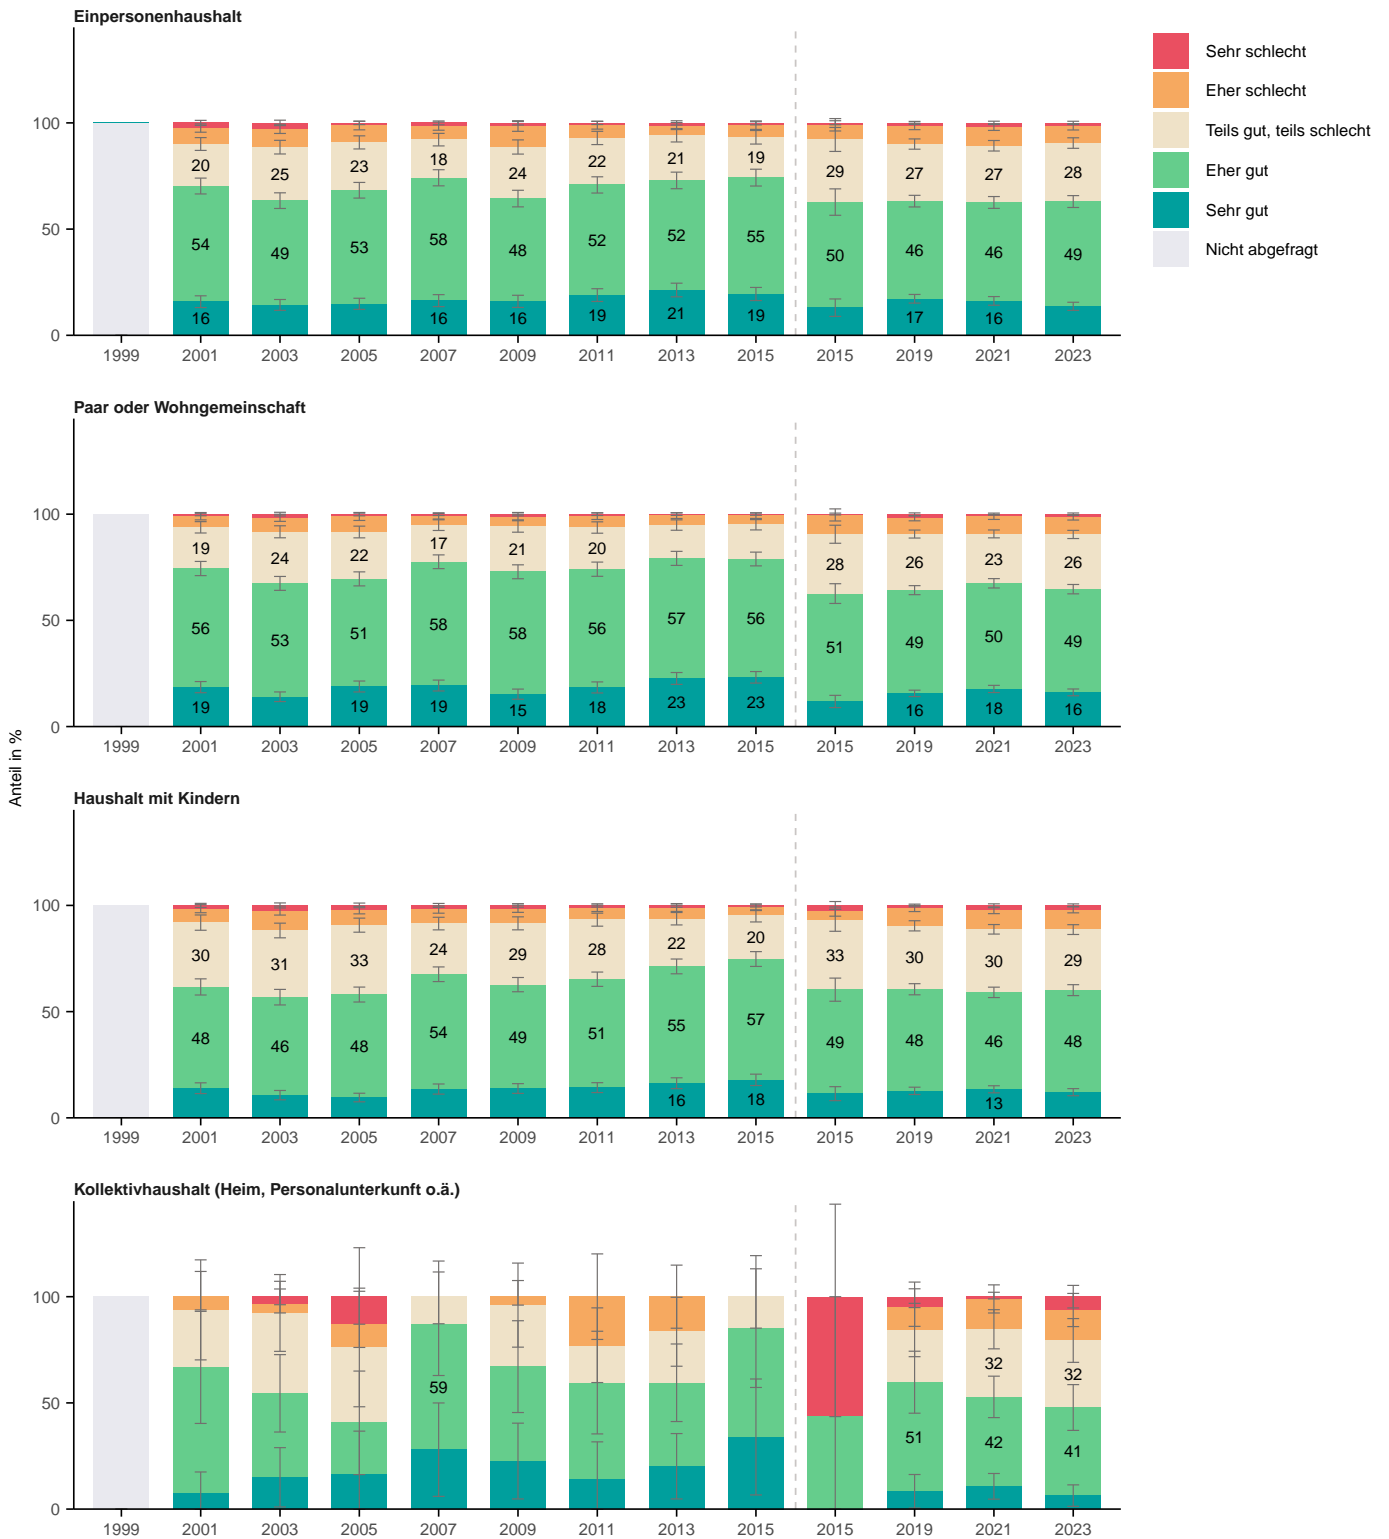 Einpersonenhaushalt
Sehr schlecht
Eher schlecht
Teils gut, teils schlecht
Eher gut
Sehr gut
Nicht abgefragt
100
50
0
20 25 23 18 24 22 21 19 29 27 27 28
54 49 53 58 48 52 52 55 50 46 46 49
16 16 16 19 21 19 17 16
1999 2001 2003 2005 2007 2009 2011 2013 2015 2015 2019 2021 2023
Paar oder Wohngemeinschaft
100
50
0
19 24 22 17 21 20 28 26 23 26
56 53 51 58 58 56 57 56 51 49 50 49
19 19 19 15 18 23 23 16 18 16
1999 2001 2003 2005 2007 2009 2011 2013 2015 2015 2019 2021 2023
Anteil in %
Haushalt mit Kindern
100
50
0
30 31 33 24 29 28 22 20 33 30 30 29
48 46 48 54 49 51 55 57 49 48 46 48
16 18 13
1999 2001 2003 2005 2007 2009 2011 2013 2015 2015 2019 2021 2023
Kollektivhaushalt (Heim, Personalunterkunft o.ä.)
100
50
0
32 32
59 51 42 41
1999 2001 2003 2005 2007 2009 2011 2013 2015 2015 2019 2021 2023